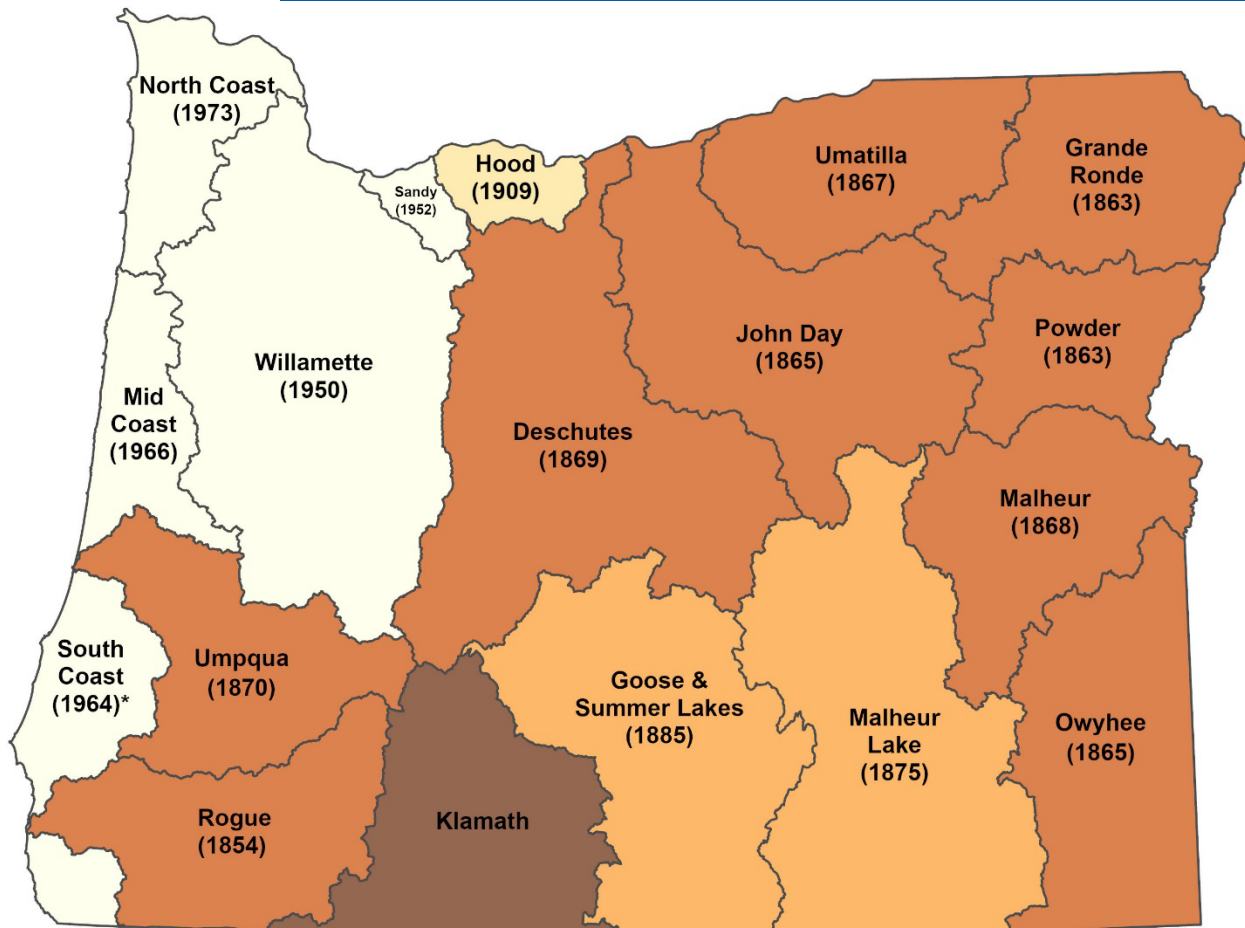 North Coast
(1973)
Hood
(1909)
Sandy
(1952)
Umatilla
(1867)
Grande
Ronde
(1863)
Willamette
(1950)
John Day
(1865)
Powder
(1863)
Mid
Coast
(1966)
Deschutes
(1869)
Malheur
(1868)
South
Coast
(1964)*
Umpqua
(1870)
Goose &
Summer Lakes
(1885)
Malheur
Lake
(1875)
Owyhee
(1865)
Rogue
(1854)
Klamath